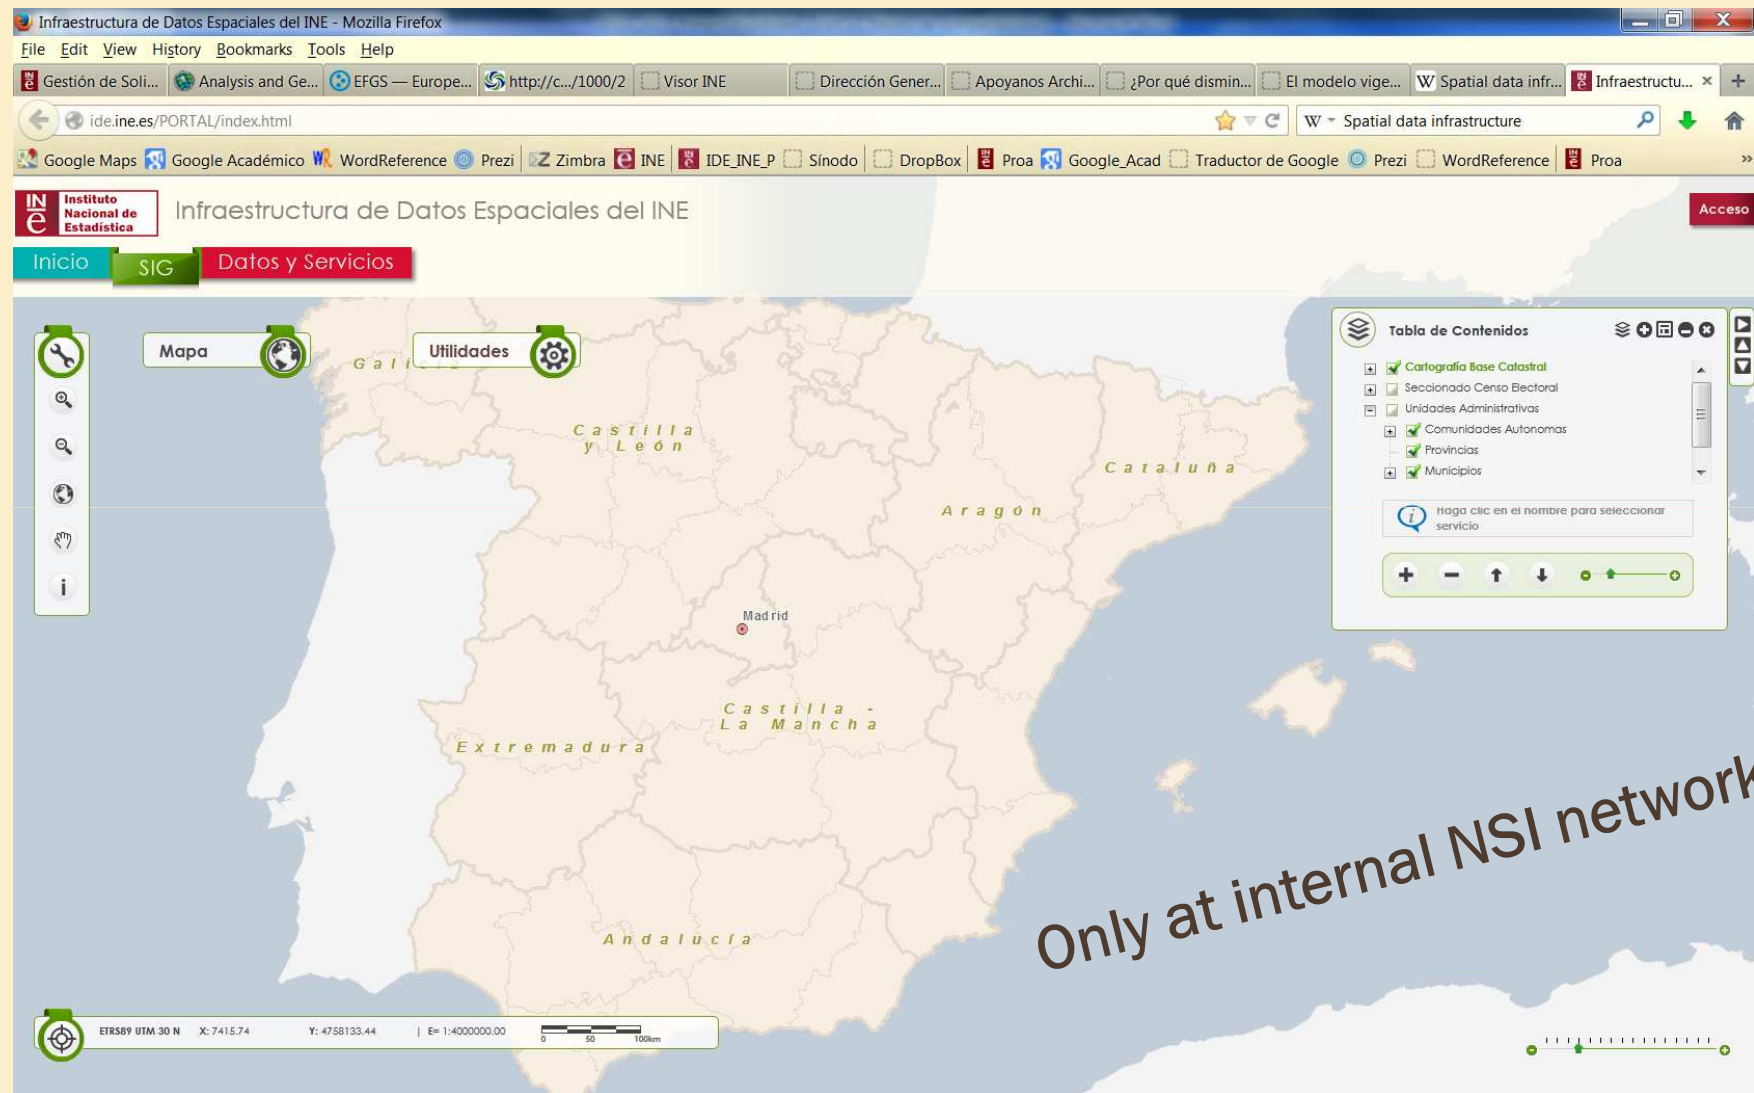 Infraestructura de Datos Espaciales del INE - Mozilla Firefox
File Edit View History Bookmarks Tools Help
Gestión de Soli... Analysis and Ge... EFGS — Europe... http://c.../1000/2 Visor INE Dirección Gener... Apoyanos Archi... ¿Por qué dismin... El modelo vige... W Spatial data infr... Infraestructu...
ide.ine.es/PORTAL/index.html W Spatial data infrastructure
Google Maps Google Académico WordReference Prezi Zimbra INE IDE_INE_P Sínodo DropBox Proa Google_Acad Traductor de Google Prezi WordReference Proa »
INe Instituto Nacional de Estadística
Infraestructura de Datos Espaciales del INE
Acceso
Inicio SIG Datos y Servicios
Mapa
Utilidades
Tabla de Contenidos
Cartografía Base Catastral
Seccionado Censo Electoral
Unidades Administrativas
Comunidades Autonomas
Provincias
Municipios
Haga clic en el nombre para seleccionar
servicio
Castilla
y León
Cataluña
Aragón
Madrid
Castilla -
La Mancha
Extremadura
Andalucía
Only at internal NSI network
ETRS89 UTM 30 N X: 7415.74 Y: 4758133.44 | E= 1:4000000.00
0 50 100km